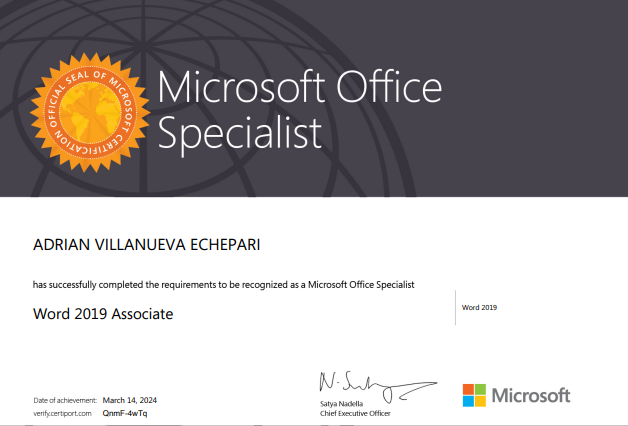 OFFICIAL SEAL OF MICROSOFT CERTIFICATION
Microsoft Office
Specialist
ADRIAN VILLANUEVA ECHEPARI
has successfully completed the requirements to be recognized as a Microsoft Office Specialist
Word 2019 Associate
Word 2019
Date of achievement: March 14, 2024
verify.certiport.com QnmF-4wTq
Satya Nadella
Chief Executive Officer
Microsoft